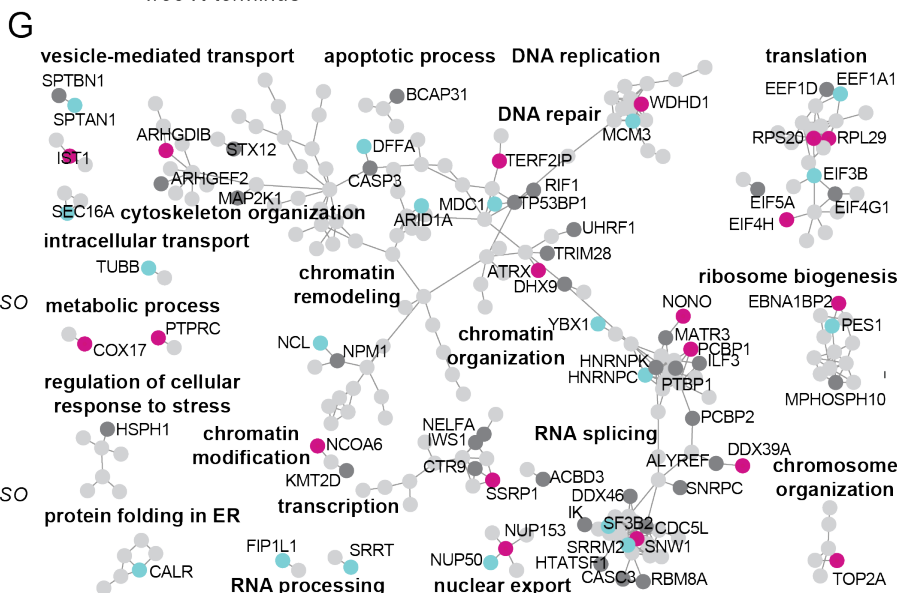 G
vesicle-mediated transport
apoptotic process
DNA replication
translation
SPTBN1
SPTAN1
BCAP31
EEF1D
EEF1A1
WDHD1
DNA repair
MCM3
ARHGDIB
STX12
DFFA
RPS20
RPL29
IST1
TERF2IP
CASP3
ARHGEF2
MAP2K1
RIF1
EIF3B
MDC1
TP53BP1
EIF5A
EIF4G1
SEC16A
cytoskeleton organization
ARID1A
EIF4H
UHRF1
intracellular transport
TRIM28
TUBB
chromatin
remodeling
ATRX
DHX9
ribosome biogenesis
SO
metabolic process
NONO
EBNA1BP2
PTPRC
COX17
YBX1
PES1
chromatin
organization
MATR3
PCBP1
NCL
NPM1
HNRNPK
ILF3
HNRNPC
PTBP1
regulation of cellular
response to stress
MPHOSPH10
HSPH1
NELFA
IWS1
PCBP2
chromatin
modification
NCOA6
RNA splicing
DDX39A
CTR9
ALYREF
chromosome
organization
KMT2D
SSRP1
ACBD3
SNRPC
SO
transcription
DDX46
protein folding in ER
IK
SF3B2
CDC5L
NUP153
FIP1L1
SRRT
SRRM2
SNW1
NUP50
HTATSF1
CALR
CASC3
RBM8A
TOP2A
RNA processing
nuclear export